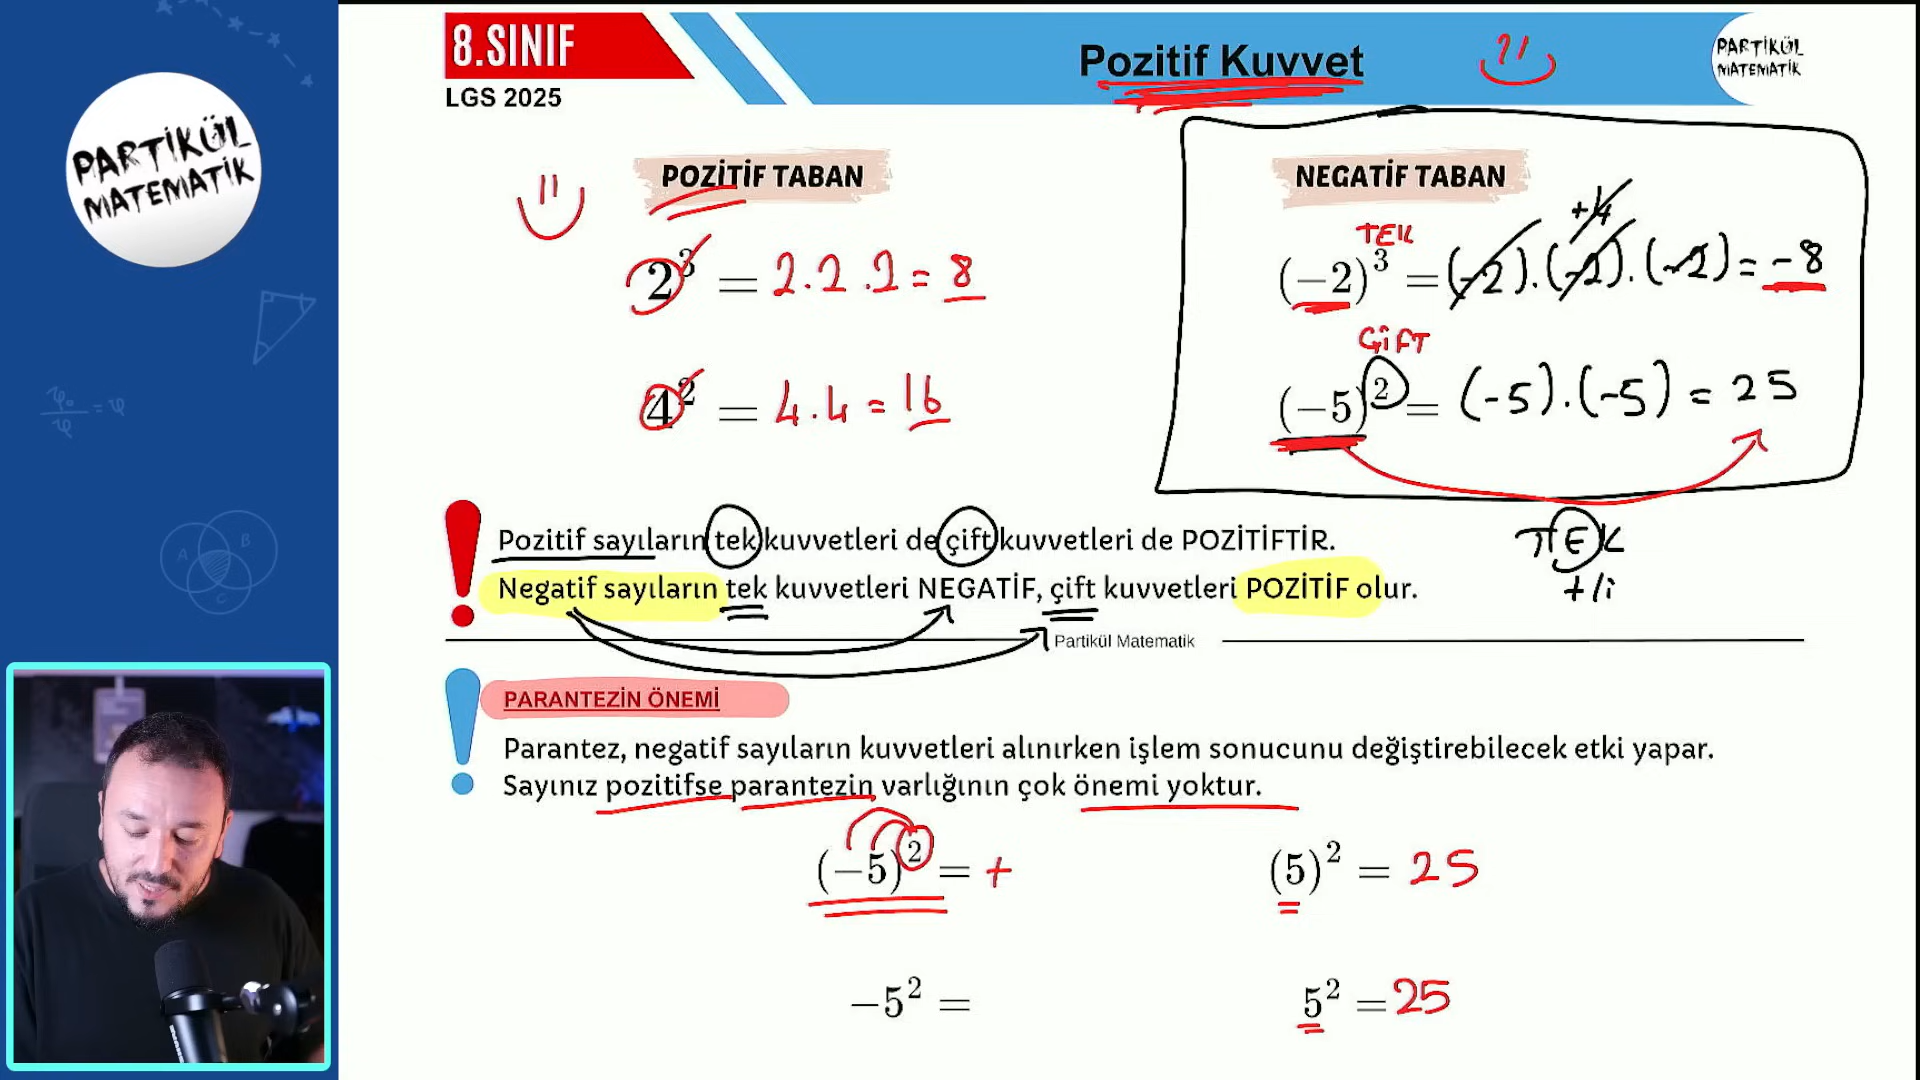 PARTİKÜL
MATEMATİK
8.SINIF
LGS 2025
Pozitif Kuvvet
PARTİKÜL
MATEMATİK
POZİTİF TABAN
2³ = 2.2.2 = 8
4² = 4.4 = 16
NEGATİF TABAN
TEK
+4
(−2)³ = (-2).(-2).(-2) = -8
ÇİFT
(−5)² = (-5).(-5) = 25
Pozitif sayıların tek kuvvetleri de çift kuvvetleri de POZİTİFTİR.
Negatif sayıların tek kuvvetleri NEGATİF, çift kuvvetleri POZİTİF olur.
TEK
Partikül Matematik
PARANTEZİN ÖNEMİ
Parantez, negatif sayıların kuvvetleri alınırken işlem sonucunu değiştirebilecek etki yapar.
Sayınız pozitifse parantezin varlığının çok önemi yoktur.
(−5)² = +
(5)² = 25
−5² =
5² = 25